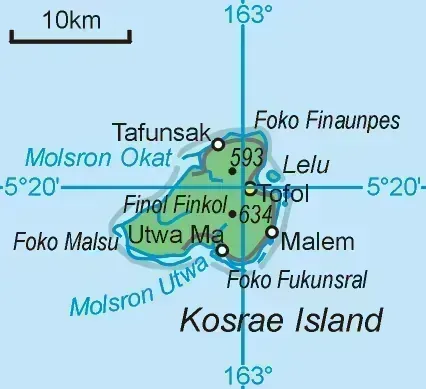 163°
10km
Foko Finaunpes
Tafunsak
Molsron Okat
593
Lelu
5°20'
5°20'
Tofol
Finol Finkol
634
Foko Malsu
Utwa Ma
Malem
Molsron Utwa
Foko Fukunsral
Kosrae Island
163°